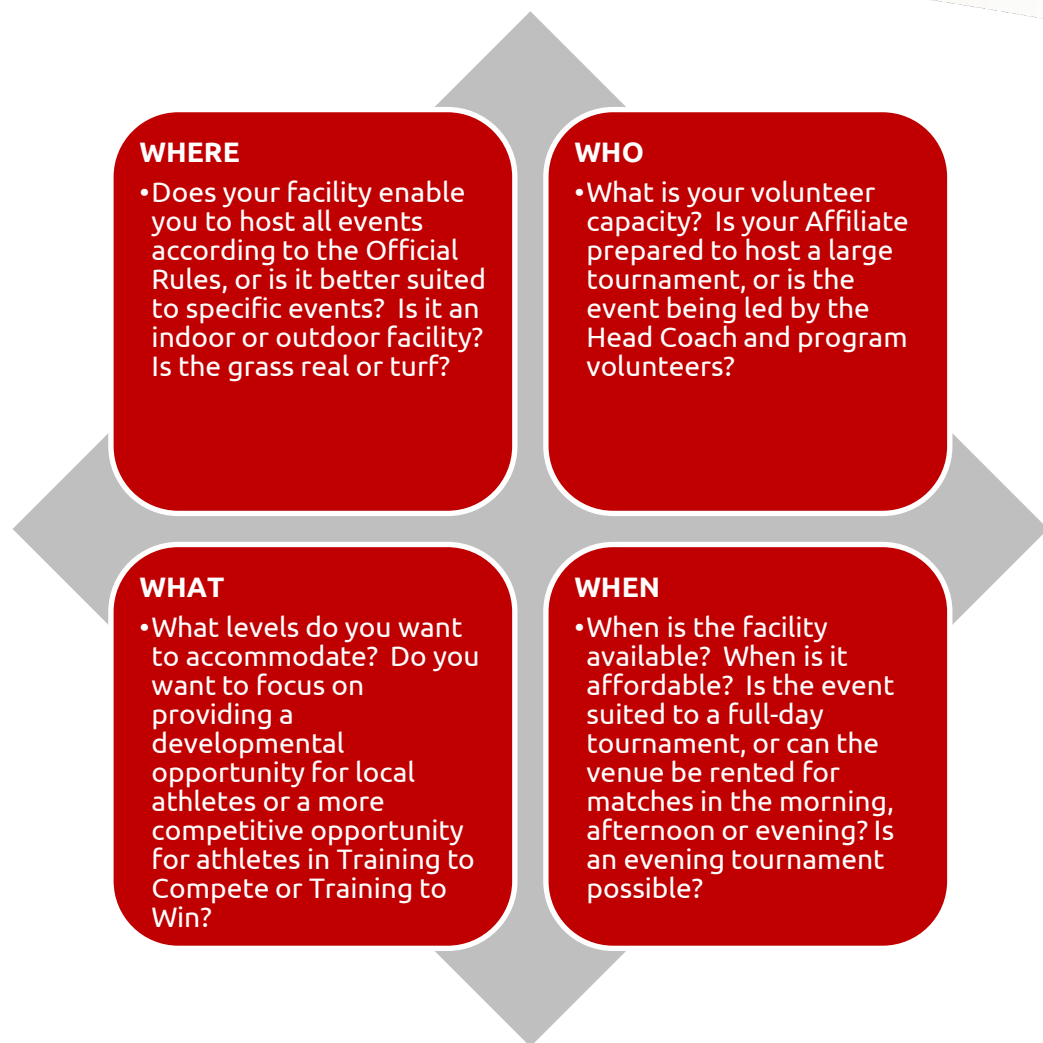 WHERE
•Does your facility enable
you to host all events
according to the Official
Rules, or is it better suited
to specific events?  Is it an
indoor or outdoor facility?
Is the grass real or turf?
WHO
•What is your volunteer
capacity?  Is your Affiliate
prepared to host a large
tournament, or is the
event being led by the
Head Coach and program
volunteers?
WHAT
•What levels do you want
to accommodate?  Do you
want to focus on
providing a
developmental
opportunity for local
athletes or a more
competitive opportunity
for athletes in Training to
Compete or Training to
Win?
WHEN
•When is the facility
available?  When is it
affordable?  Is the event
suited to a full-day
tournament, or can the
venue be rented for
matches in the morning,
afternoon or evening? Is
an evening tournament
possible?